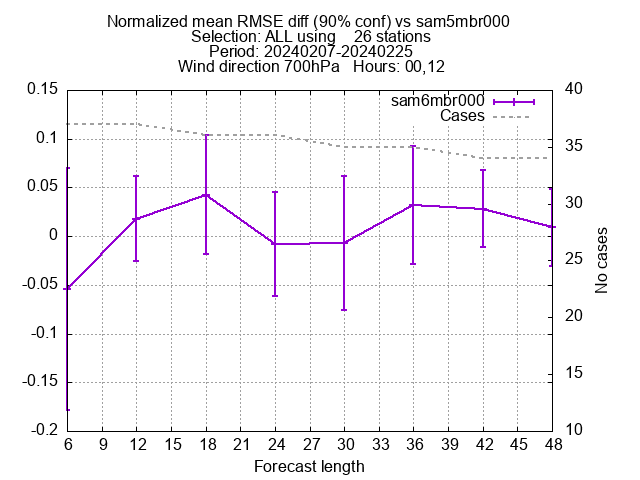 Normalized mean RMSE diff (90% conf) vs sam5mbr000
Selection: ALL using    26 stations
Period: 20240207-20240225
Wind direction 700hPa   Hours: 00,12
sam6mbr000
Cases
0.15
0.1
0.05
0
-0.05
-0.1
-0.15
-0.2
40
35
30
25
20
15
10
No cases
6 9 12 15 18 21 24 27 30 33 36 39 42 45 48
Forecast length